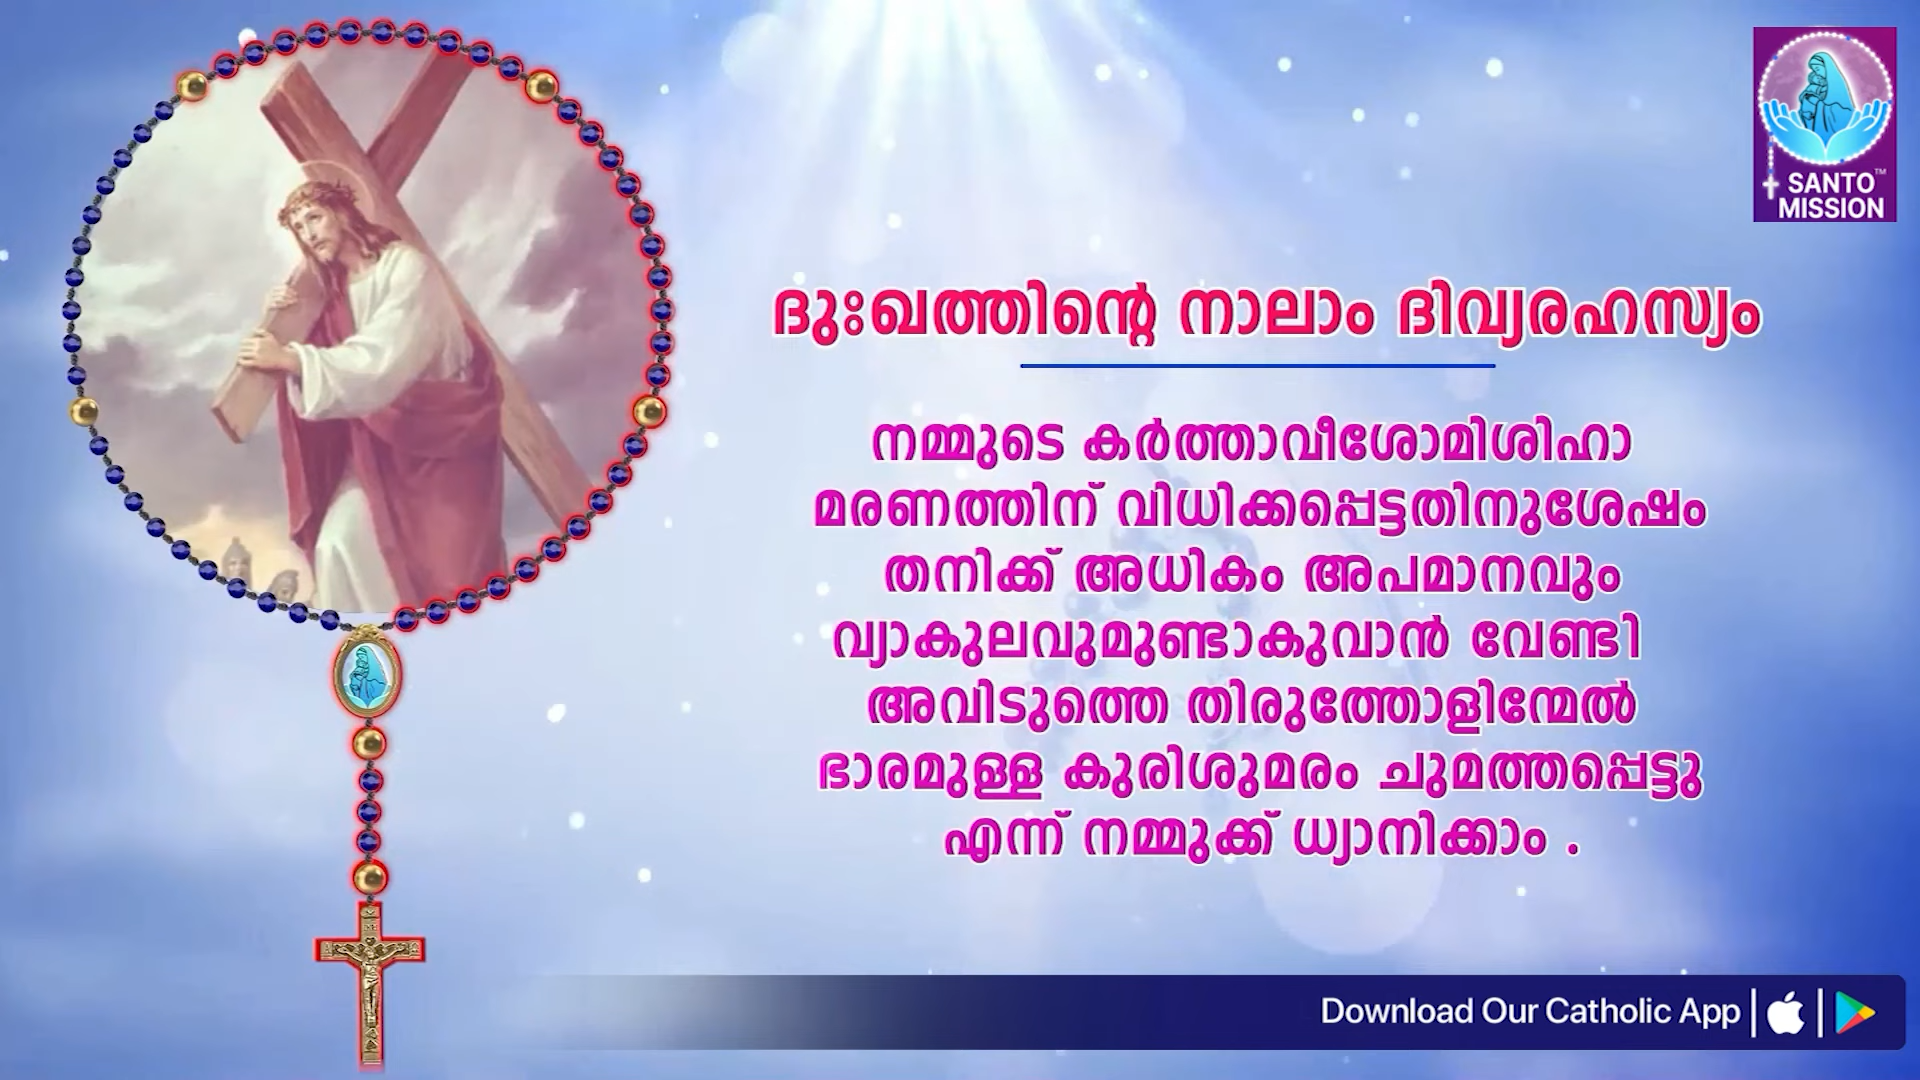 SANTO™
MISSION
ദുഃഖത്തിന്റെ നാലാം ദിവ്യരഹസ്യം
നമ്മുടെ കർത്താവീശോമിശിഹാ
മരണത്തിന് വിധിക്കപ്പെട്ടതിനുശേഷം
തനിക്ക് അധികം അപമാനവും
വ്യാകുലവുമുണ്ടാകുവാൻ വേണ്ടി
അവിടുത്തെ തിരുത്തോളിന്മേൽ
ഭാരമുള്ള കുരിശുമരം ചുമത്തപ്പെട്ടു
എന്ന് നമ്മുക്ക് ധ്യാനിക്കാം .
Download Our Catholic App